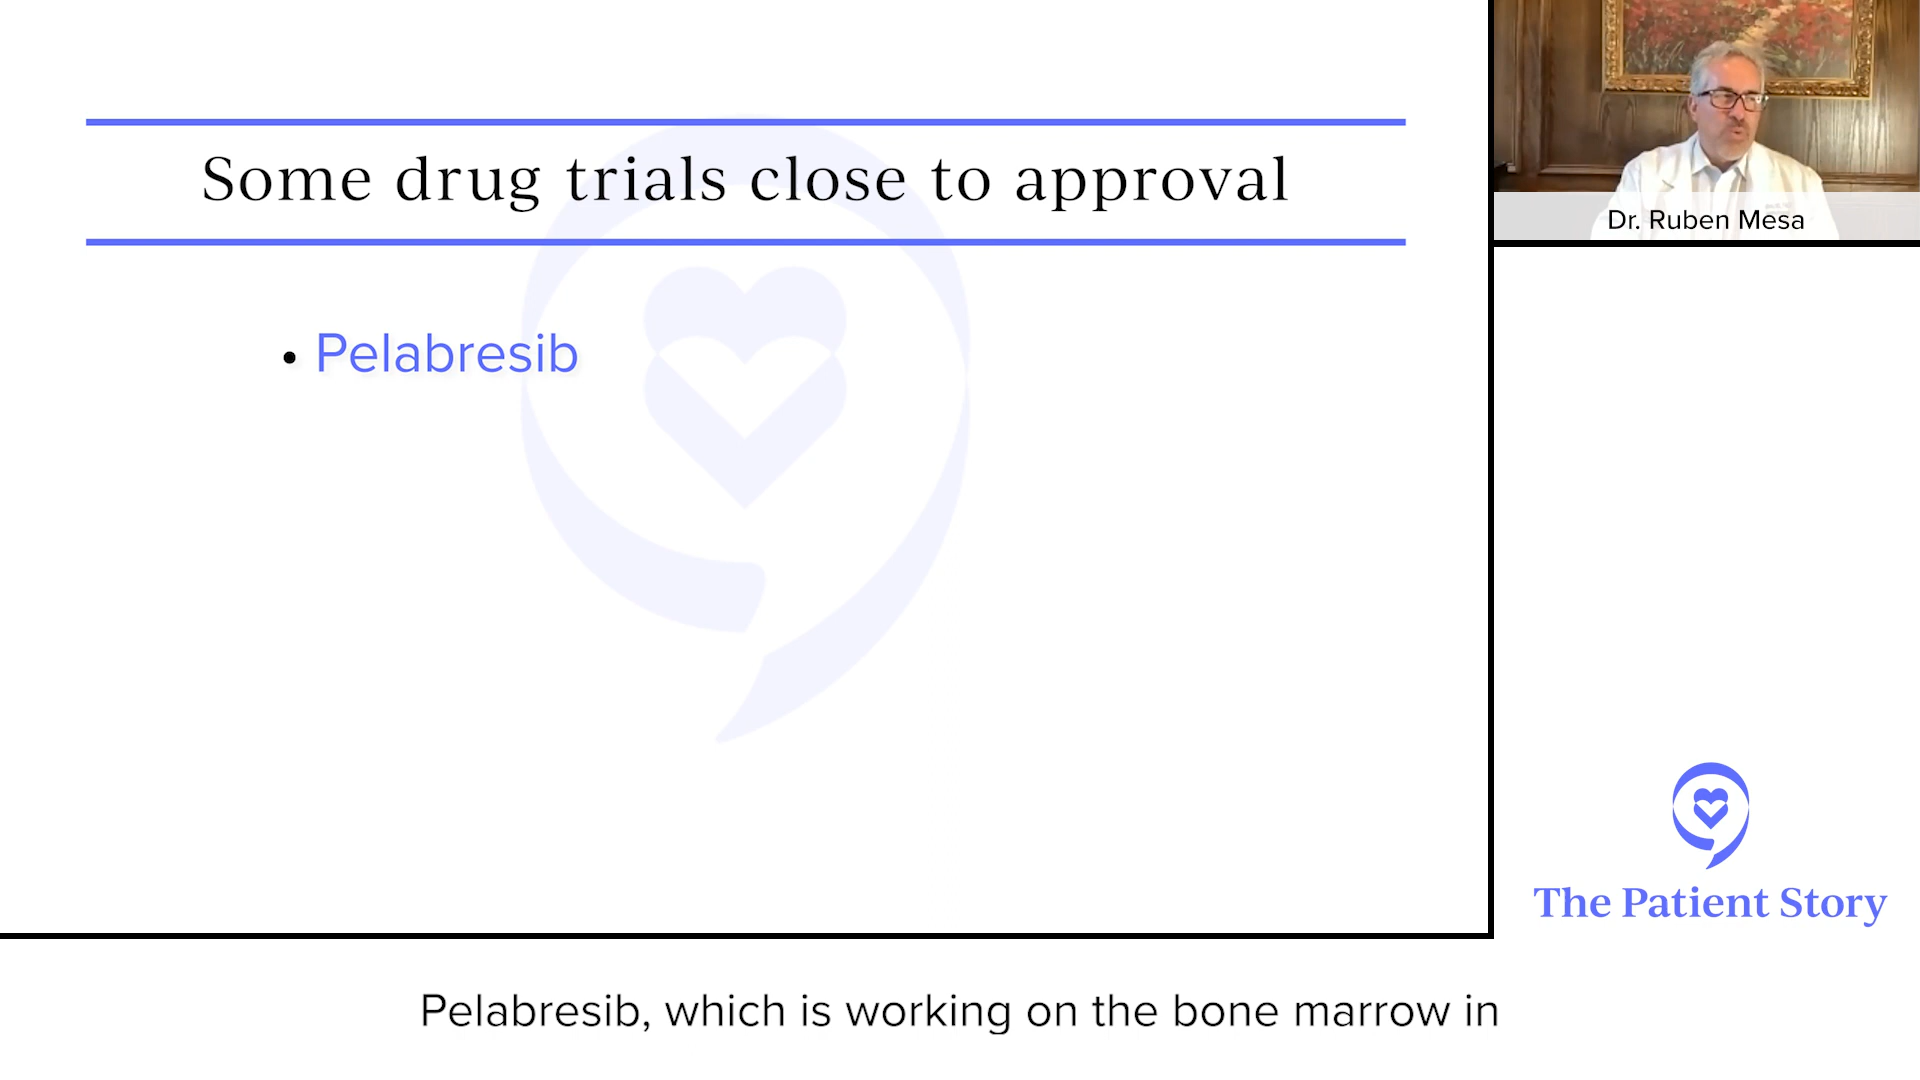 Some drug trials close to approval
• Pelabresib
Dr. Ruben Mesa
The Patient Story
Pelabresib, which is working on the bone marrow in